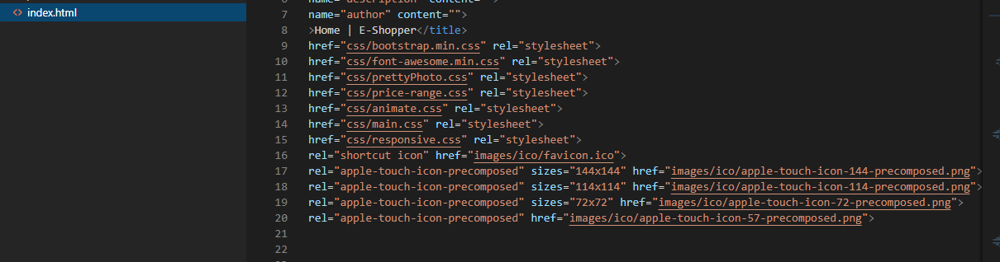 <> index.html
6 name="description" content="">
7 name="author" content="">
8 >Home | E-Shopper</title>
9 href="css/bootstrap.min.css" rel="stylesheet">
10 href="css/font-awesome.min.css" rel="stylesheet">
11 href="css/prettyPhoto.css" rel="stylesheet">
12 href="css/price-range.css" rel="stylesheet">
13 href="css/animate.css" rel="stylesheet">
14 href="css/main.css" rel="stylesheet">
15 href="css/responsive.css" rel="stylesheet">
16 rel="shortcut icon" href="images/ico/favicon.ico">
17 rel="apple-touch-icon-precomposed" sizes="144x144" href="images/ico/apple-touch-icon-144-precomposed.png">
18 rel="apple-touch-icon-precomposed" sizes="114x114" href="images/ico/apple-touch-icon-114-precomposed.png">
19 rel="apple-touch-icon-precomposed" sizes="72x72" href="images/ico/apple-touch-icon-72-precomposed.png">
20 rel="apple-touch-icon-precomposed" href="images/ico/apple-touch-icon-57-precomposed.png">
21
22